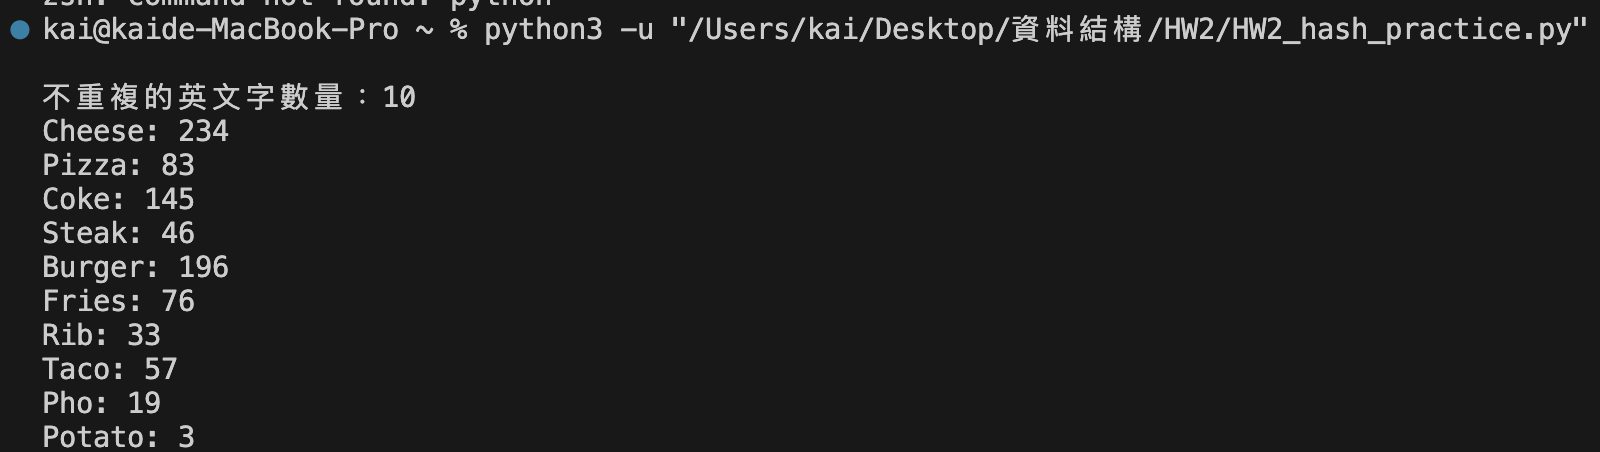 zsh: command not found: python
kai@kaide-MacBook-Pro ~ % python3 -u "/Users/kai/Desktop/資料結構/HW2/HW2_hash_practice.py"
不重複的英文字數量：10
Cheese: 234
Pizza: 83
Coke: 145
Steak: 46
Burger: 196
Fries: 76
Rib: 33
Taco: 57
Pho: 19
Potato: 3